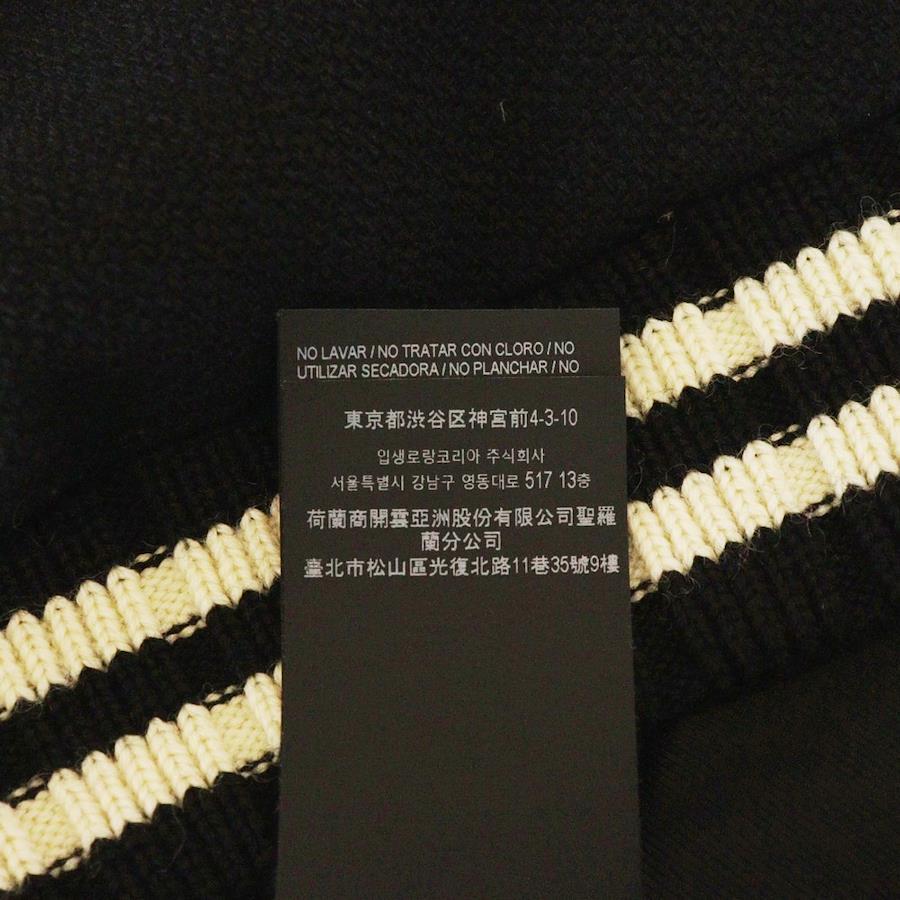 NO LAVAR / NO TRATAR CON CLORO / NO
UTILIZAR SECADORA / NO PLANCHAR / NO
東京都渋谷区神宮前4-3-10
입생로랑코리아 주식회사
서울특별시 강남구 영동대로 517 13층
荷蘭商開雲亞洲股份有限公司聖羅
蘭分公司
臺北市松山區光復北路11巷35號9樓